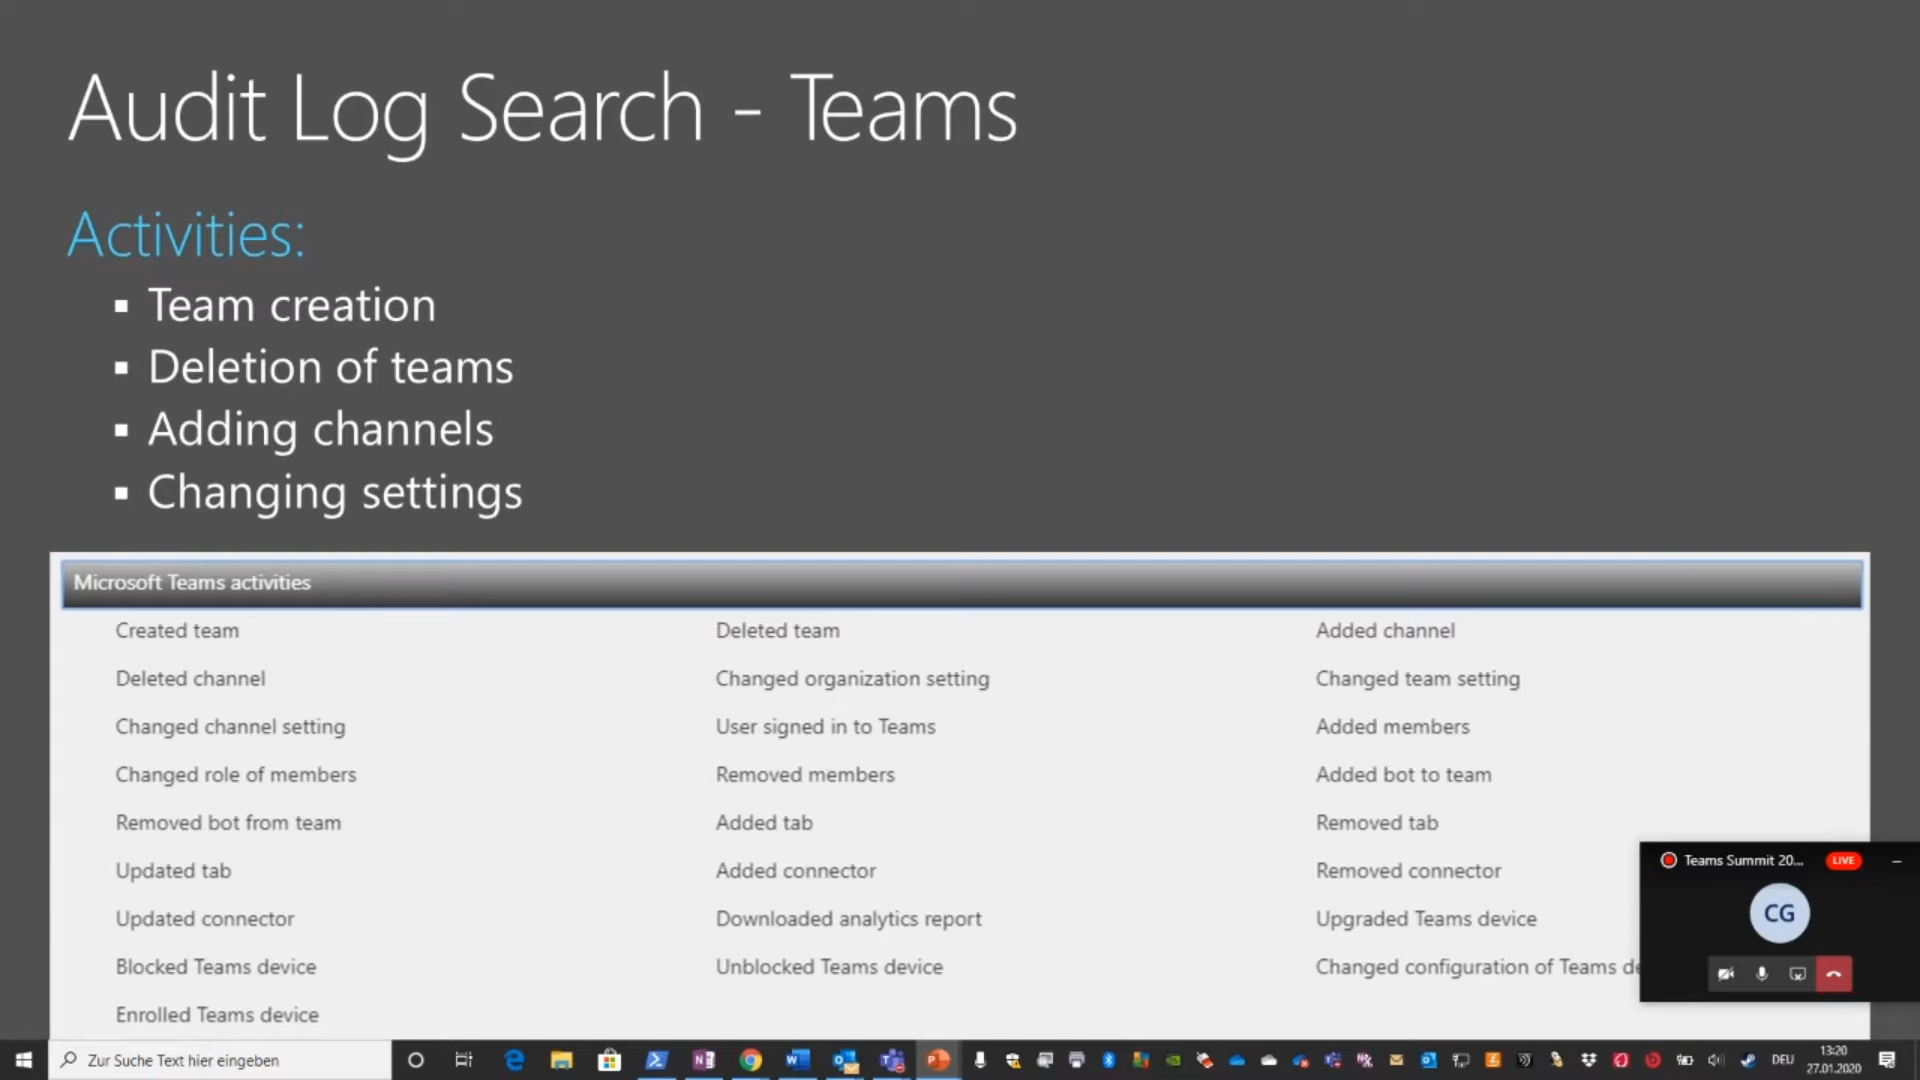 Audit Log Search - Teams
Activities:
▪ Team creation
▪ Deletion of teams
▪ Adding channels
▪ Changing settings
Microsoft Teams activities
Created team Deleted team Added channel
Deleted channel Changed organization setting Changed team setting
Changed channel setting User signed in to Teams Added members
Changed role of members Removed members Added bot to team
Removed bot from team Added tab Removed tab
Updated tab Added connector Removed connector
Updated connector Downloaded analytics report Upgraded Teams device
Blocked Teams device Unblocked Teams device Changed configuration of Teams
Enrolled Teams device
Teams Summit 20... LIVE
CG
Zur Suche Text hier eingeben
DEU
13:20
27.01.2020